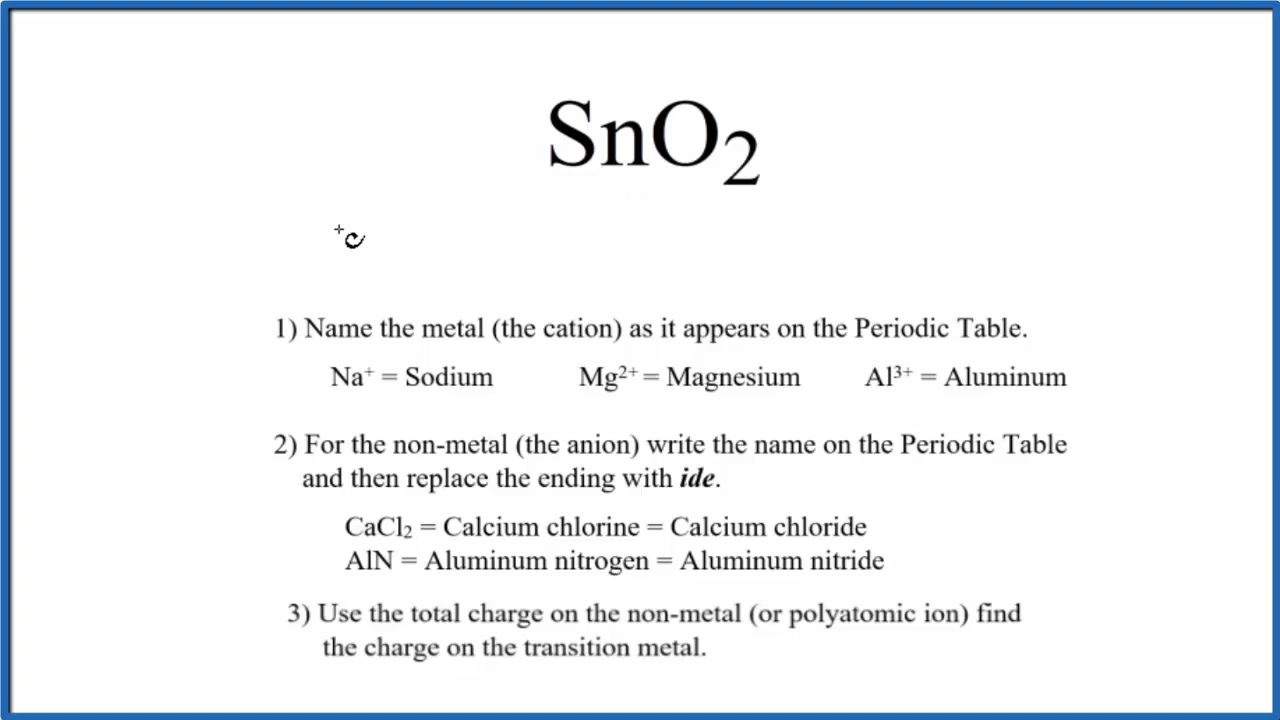 SnO₂
1) Name the metal (the cation) as it appears on the Periodic Table.
Na⁺ = Sodium Mg²⁺ = Magnesium Al³⁺ = Aluminum
2) For the non-metal (the anion) write the name on the Periodic Table
and then replace the ending with ide.
CaCl₂ = Calcium chlorine = Calcium chloride
AlN = Aluminum nitrogen = Aluminum nitride
3) Use the total charge on the non-metal (or polyatomic ion) find
the charge on the transition metal.